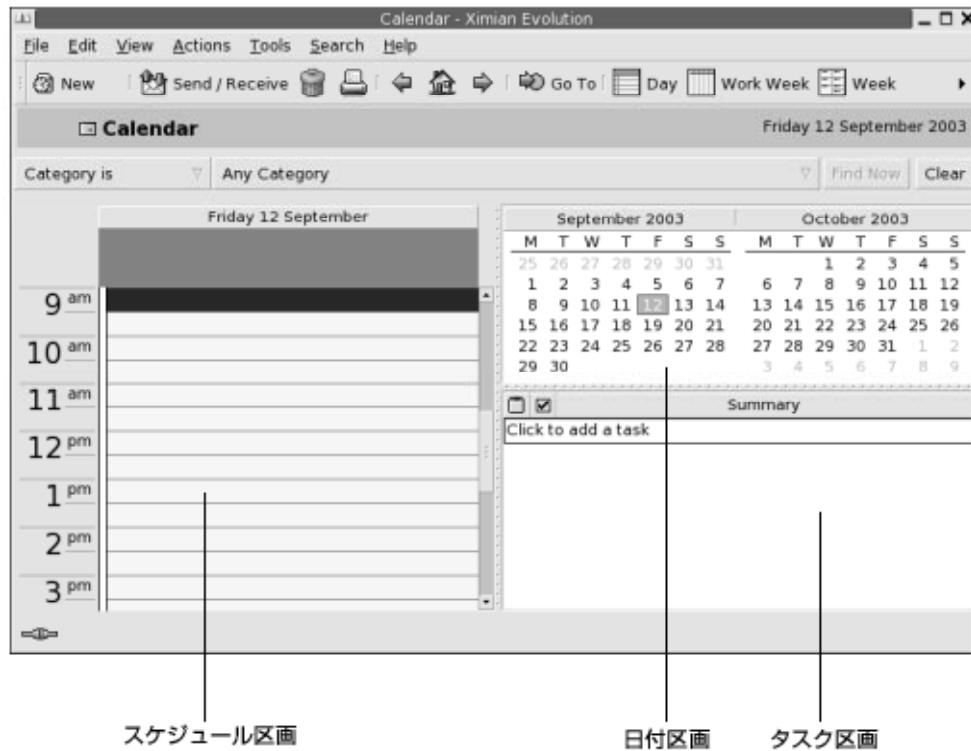 Calendar - Ximian Evolution
File Edit View Actions Tools Search Help
New Send / Receive Go To Day Work Week Week
Calendar Friday 12 September 2003
Category is Any Category Find Now Clear
Friday 12 September
September 2003 October 2003
M T W T F S S M T W T F S S
25 26 27 28 29 30 31 1 2 3 4 5
1 2 3 4 5 6 7 6 7 8 9 10 11 12
8 9 10 11 12 13 14 13 14 15 16 17 18 19
15 16 17 18 19 20 21 20 21 22 23 24 25 26
22 23 24 25 26 27 28 27 28 29 30 31 1 2
29 30 3 4 5 6 7 8 9
9 am
10 am
11 am
12 pm
1 pm
2 pm
3 pm
Summary
Click to add a task
スケジュール区画 日付区画 タスク区画